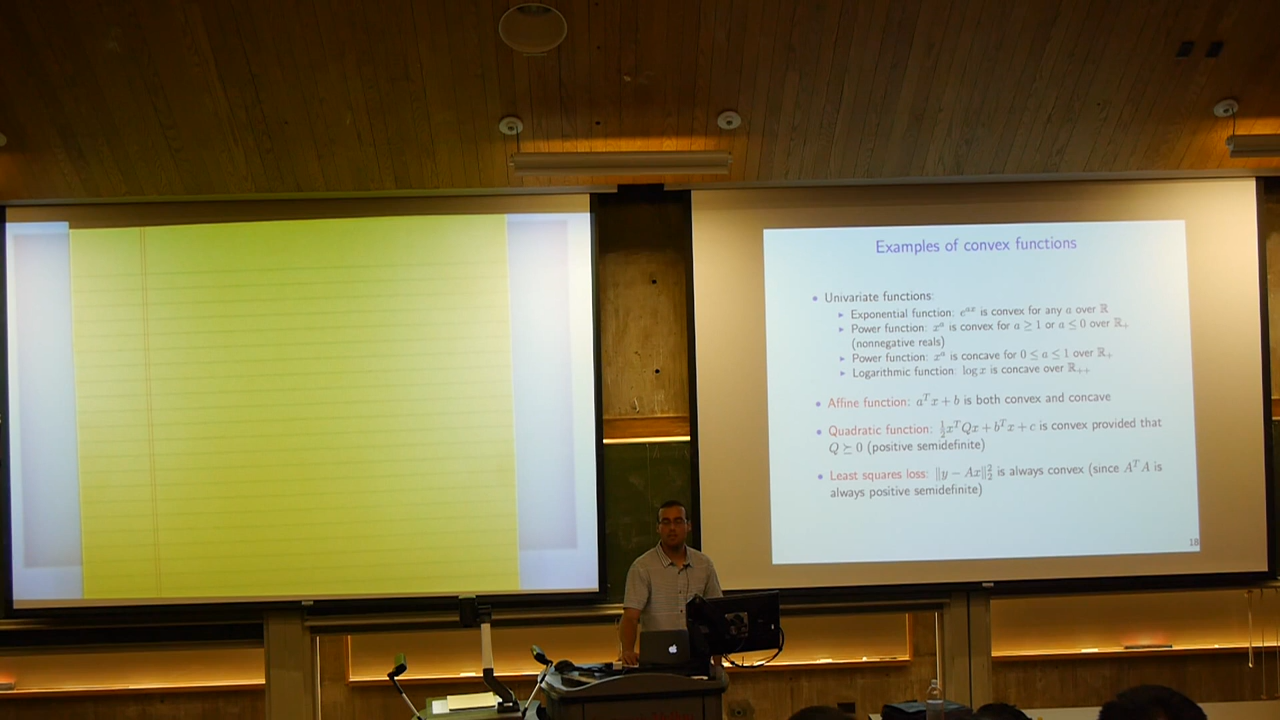 Examples of convex functions
• Univariate functions:
▶ Exponential function: e^{ax} is convex for any a over ℝ
▶ Power function: x^a is convex for a ≥ 1 or a ≤ 0 over ℝ₊
(nonnegative reals)
▶ Power function: x^a is concave for 0 ≤ a ≤ 1 over ℝ₊
▶ Logarithmic function: log x is concave over ℝ₊₊
• Affine function: a^T x + b is both convex and concave
• Quadratic function: ½x^T Qx + b^T x + c is convex provided that
Q ⪰ 0 (positive semidefinite)
• Least squares loss: ‖y − Ax‖₂² is always convex (since A^T A is
always positive semidefinite)
18